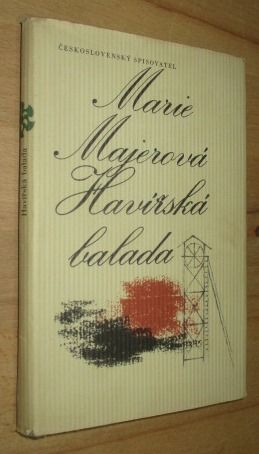 ČESKOSLOVENSKÝ SPISOVATEL
Marie
Majerová
Havířská
balada
Havířská balada